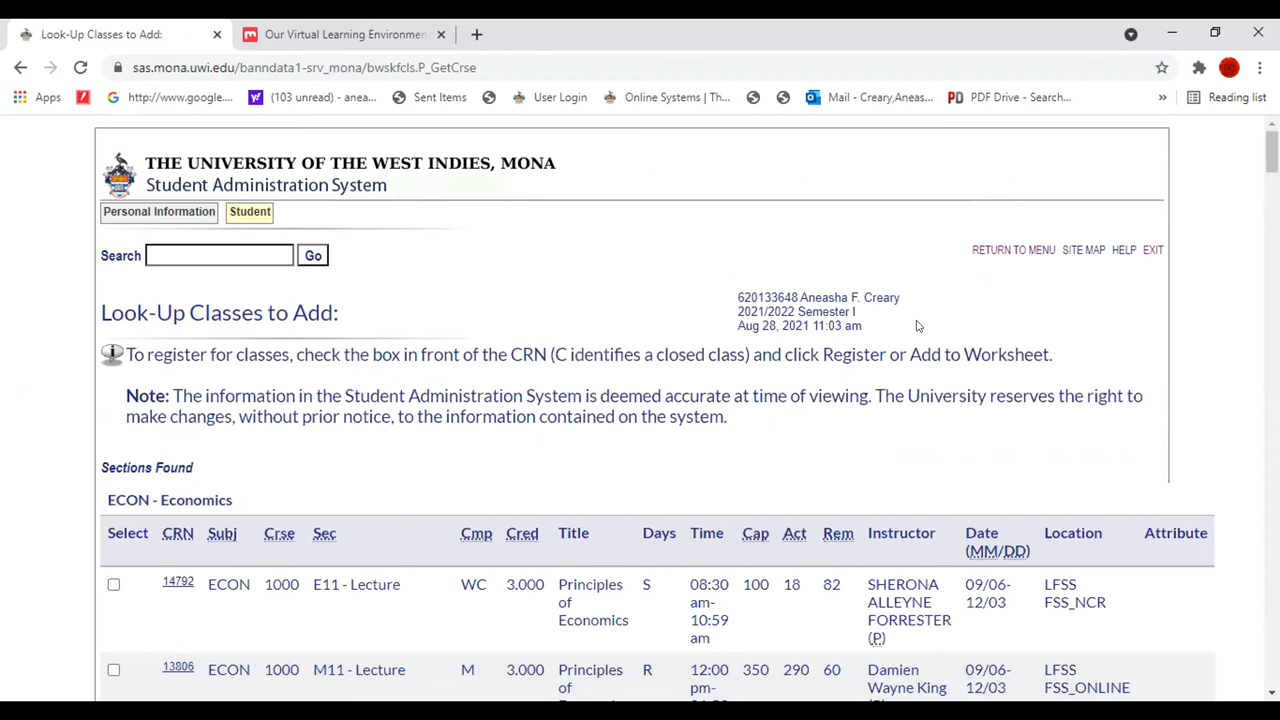 Look-Up Classes to Add:
Our Virtual Learning Environmen
sas.mona.uwi.edu/banndata1-srv_mona/bwskfcls.P_GetCrse
Apps
http://www.google....
(103 unread) - anea...
Sent Items
User Login
Online Systems | Th...
Mail - Creary,Aneas...
PDF Drive - Search...
»
Reading list
THE UNIVERSITY OF THE WEST INDIES, MONA
Student Administration System
Personal Information
Student
Search
Go
RETURN TO MENU SITE MAP HELP EXIT
Look-Up Classes to Add:
620133648 Aneasha F. Creary
2021/2022 Semester I
Aug 28, 2021 11:03 am
To register for classes, check the box in front of the CRN (C identifies a closed class) and click Register or Add to Worksheet.
Note: The information in the Student Administration System is deemed accurate at time of viewing. The University reserves the right to
make changes, without prior notice, to the information contained on the system.
Sections Found
ECON - Economics
Select CRN Subj Crse Sec Cmp Cred Title Days Time Cap Act Rem Instructor Date Location Attribute
(MM/DD)
14792 ECON 1000 E11 - Lecture WC 3.000 Principles S 08:30 100 18 82 SHERONA 09/06- LFSS
of am- ALLEYNE 12/03 FSS_NCR
Economics 10:59 FORRESTER
am (P)
13806 ECON 1000 M11 - Lecture M 3.000 Principles R 12:00 350 290 60 Damien 09/06- LFSS
of pm- Wayne King 12/03 FSS_ONLINE